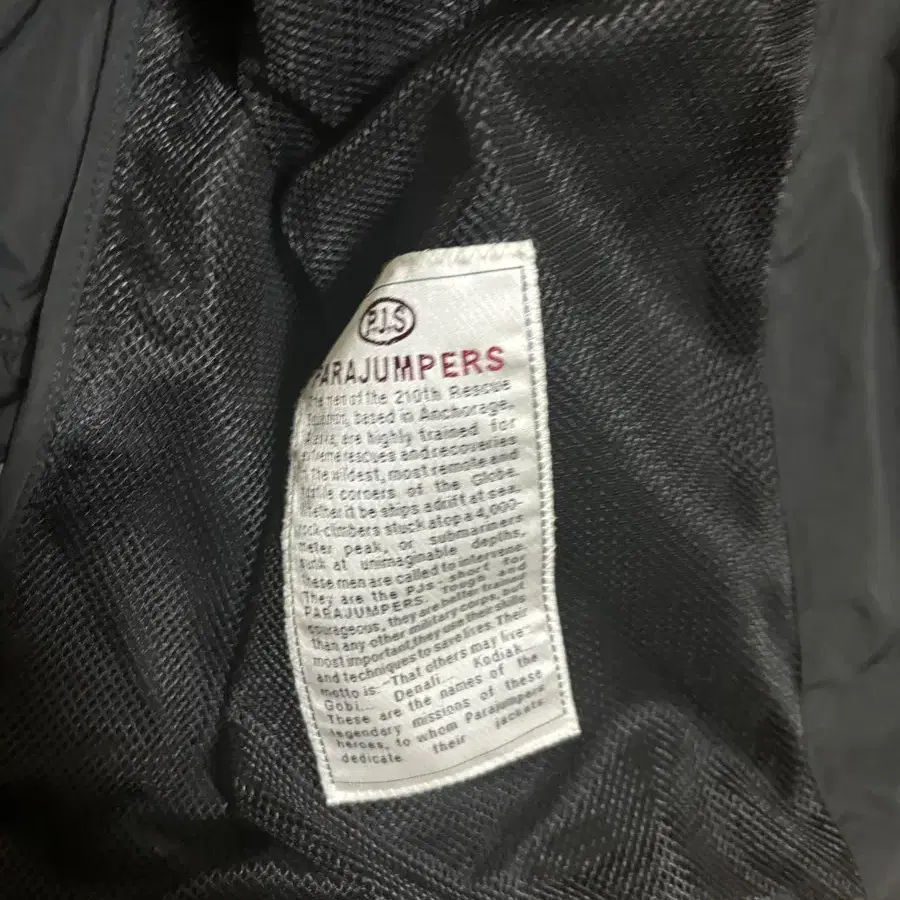 P.J.S
PARAJUMPERS
The men of the 210th Rescue
Squadron, based in Anchorage,
Alaska, are highly trained for
extreme rescues and recoveries
in the wildest, most remote and
hostile corners of the globe.
Whether it be ships adrift at sea,
rock-climbers stuck atop a 4,000-
meter peak, or submariners
sunk at unimaginable depths,
these men are called to intervene.
They are the PJs - short for
PARAJUMPERS. Tough and
courageous, they are better trained
than any other military corps, but
most important, they use their skills
and techniques to save lives. Their
motto is "That others may live"
Gobi... Denali... Kodiak...
These are the names of the
legendary missions of these
heroes, to whom Parajumpers
dedicate their jackets